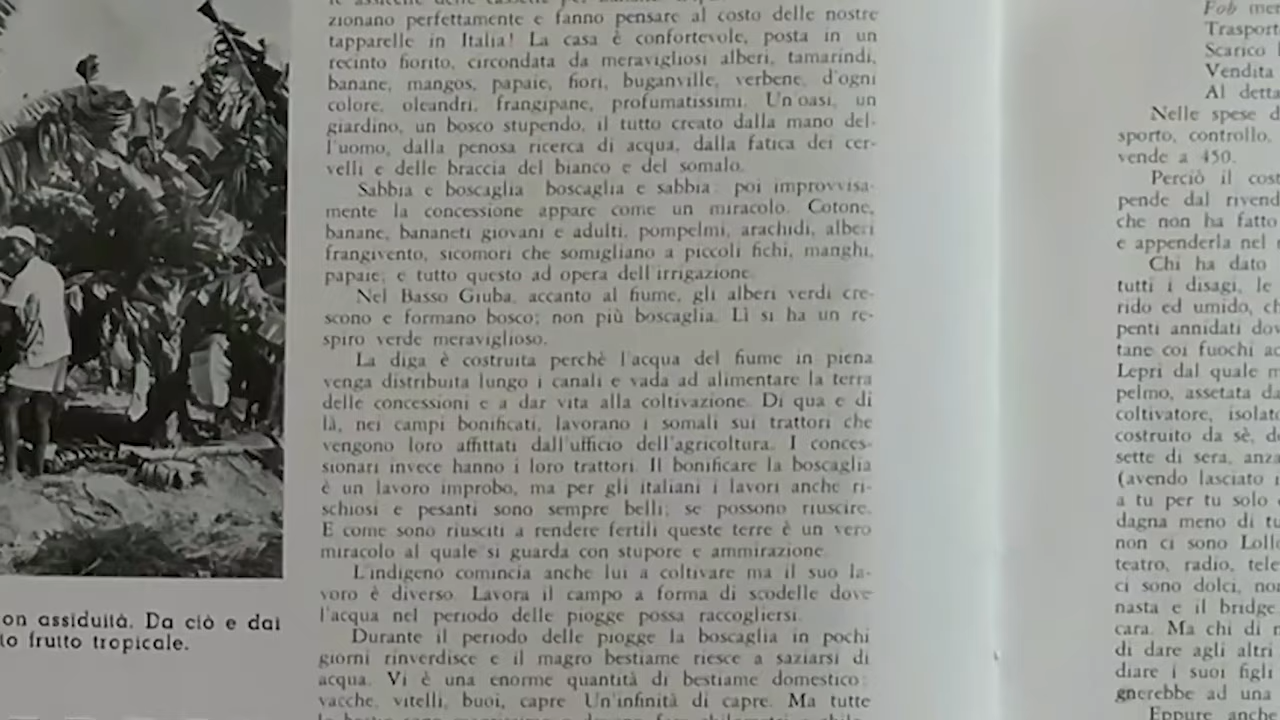 zionano perfettamente e fanno pensare al costo delle nostre
tapparelle in Italia! La casa è confortevole, posta in un
recinto fiorito, circondata da meravigliosi alberi, tamarindi,
banane, mangos, papaie, fiori, buganville, verbene, d'ogni
colore, oleandri, frangipane, profumatissimi. Un'oasi, un
giardino, un bosco stupendo, il tutto creato dalla mano del-
l'uomo, dalla penosa ricerca di acqua, dalla fatica dei cer-
velli e delle braccia del bianco e del somalo.
Sabbia e boscaglia boscaglia e sabbia: poi improvvisa-
mente la concessione appare come un miracolo. Cotone,
banane, bananeti giovani e adulti, pompelmi, arachidi, alberi
frangivento, sicomori che somigliano a piccoli fichi, manghi,
papaie; e tutto questo ad opera dell'irrigazione.
Nel Basso Giuba, accanto al fiume, gli alberi verdi cre-
scono e formano bosco; non più boscaglia. Lì si ha un re-
spiro verde meraviglioso.
La diga è costruita perchè l'acqua del fiume in piena
venga distribuita lungo i canali e vada ad alimentare la terra
delle concessioni e a dar vita alla coltivazione. Di qua e di
là, nei campi bonificati, lavorano i somali sui trattori che
vengono loro affittati dall'ufficio dell'agricoltura. I conces-
sionari invece hanno i loro trattori. Il bonificare la boscaglia
è un lavoro improbo, ma per gli italiani i lavori anche ri-
schiosi e pesanti sono sempre belli; se possono riuscire.
E come sono riusciti a rendere fertili queste terre è un vero
miracolo al quale si guarda con stupore e ammirazione.
L'indigeno comincia anche lui a coltivare ma il suo la-
voro è diverso. Lavora il campo a forma di scodelle dove
l'acqua nel periodo delle piogge possa raccogliersi.
Durante il periodo delle piogge la boscaglia in pochi
giorni rinverdisce e il magro bestiame riesce a saziarsi di
acqua. Vi è una enorme quantità di bestiame domestico:
vacche, vitelli, buoi, capre. Un'infinità di capre. Ma tutte
on assiduità. Da ciò e dai
to frutto tropicale.
Fob mer
Trasport
Scarico
Vendita
Al detta
Nelle spese d
sporto, controllo,
vende a 450.
Perciò il cost
pende dal rivend
che non ha fatto
e appenderla nel
Chi ha dato
tutti i disagi, le
rido ed umido, ch
penti annidati dov
tane coi fuochi ac
Lepri dal quale m
pelmo, assetata da
coltivatore, isolato
costruito da sè, do
sette di sera, anza
(avendo lasciato
a tu per tu solo
dagna meno di tu
non ci sono Lollo
teatro, radio, tele
ci sono dolci, no
nasta e il bridge
cara. Ma chi di
di dare agli altri
diare i suoi figli
gnerebbe ad una
Eppure anche